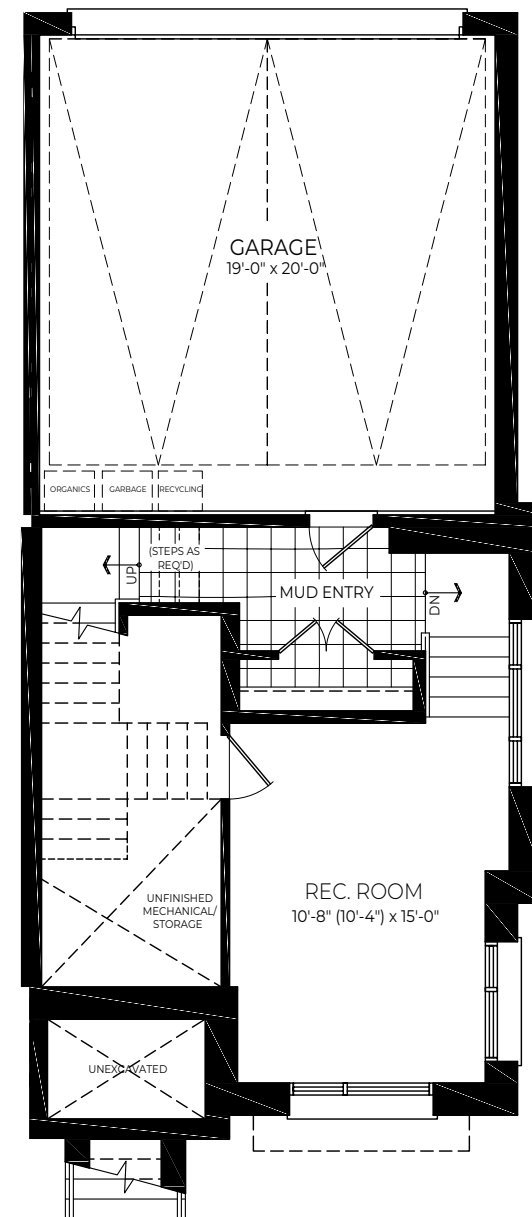 GARAGE
19'-0" x 20'-0"
ORGANICS
GARBAGE
RECYCLING
(STEPS AS
REQ'D)
UP
MUD ENTRY
DN
UNFINISHED
MECHANICAL/
STORAGE
REC. ROOM
10'-8" (10'-4") x 15'-0"
UNEXCAVATED